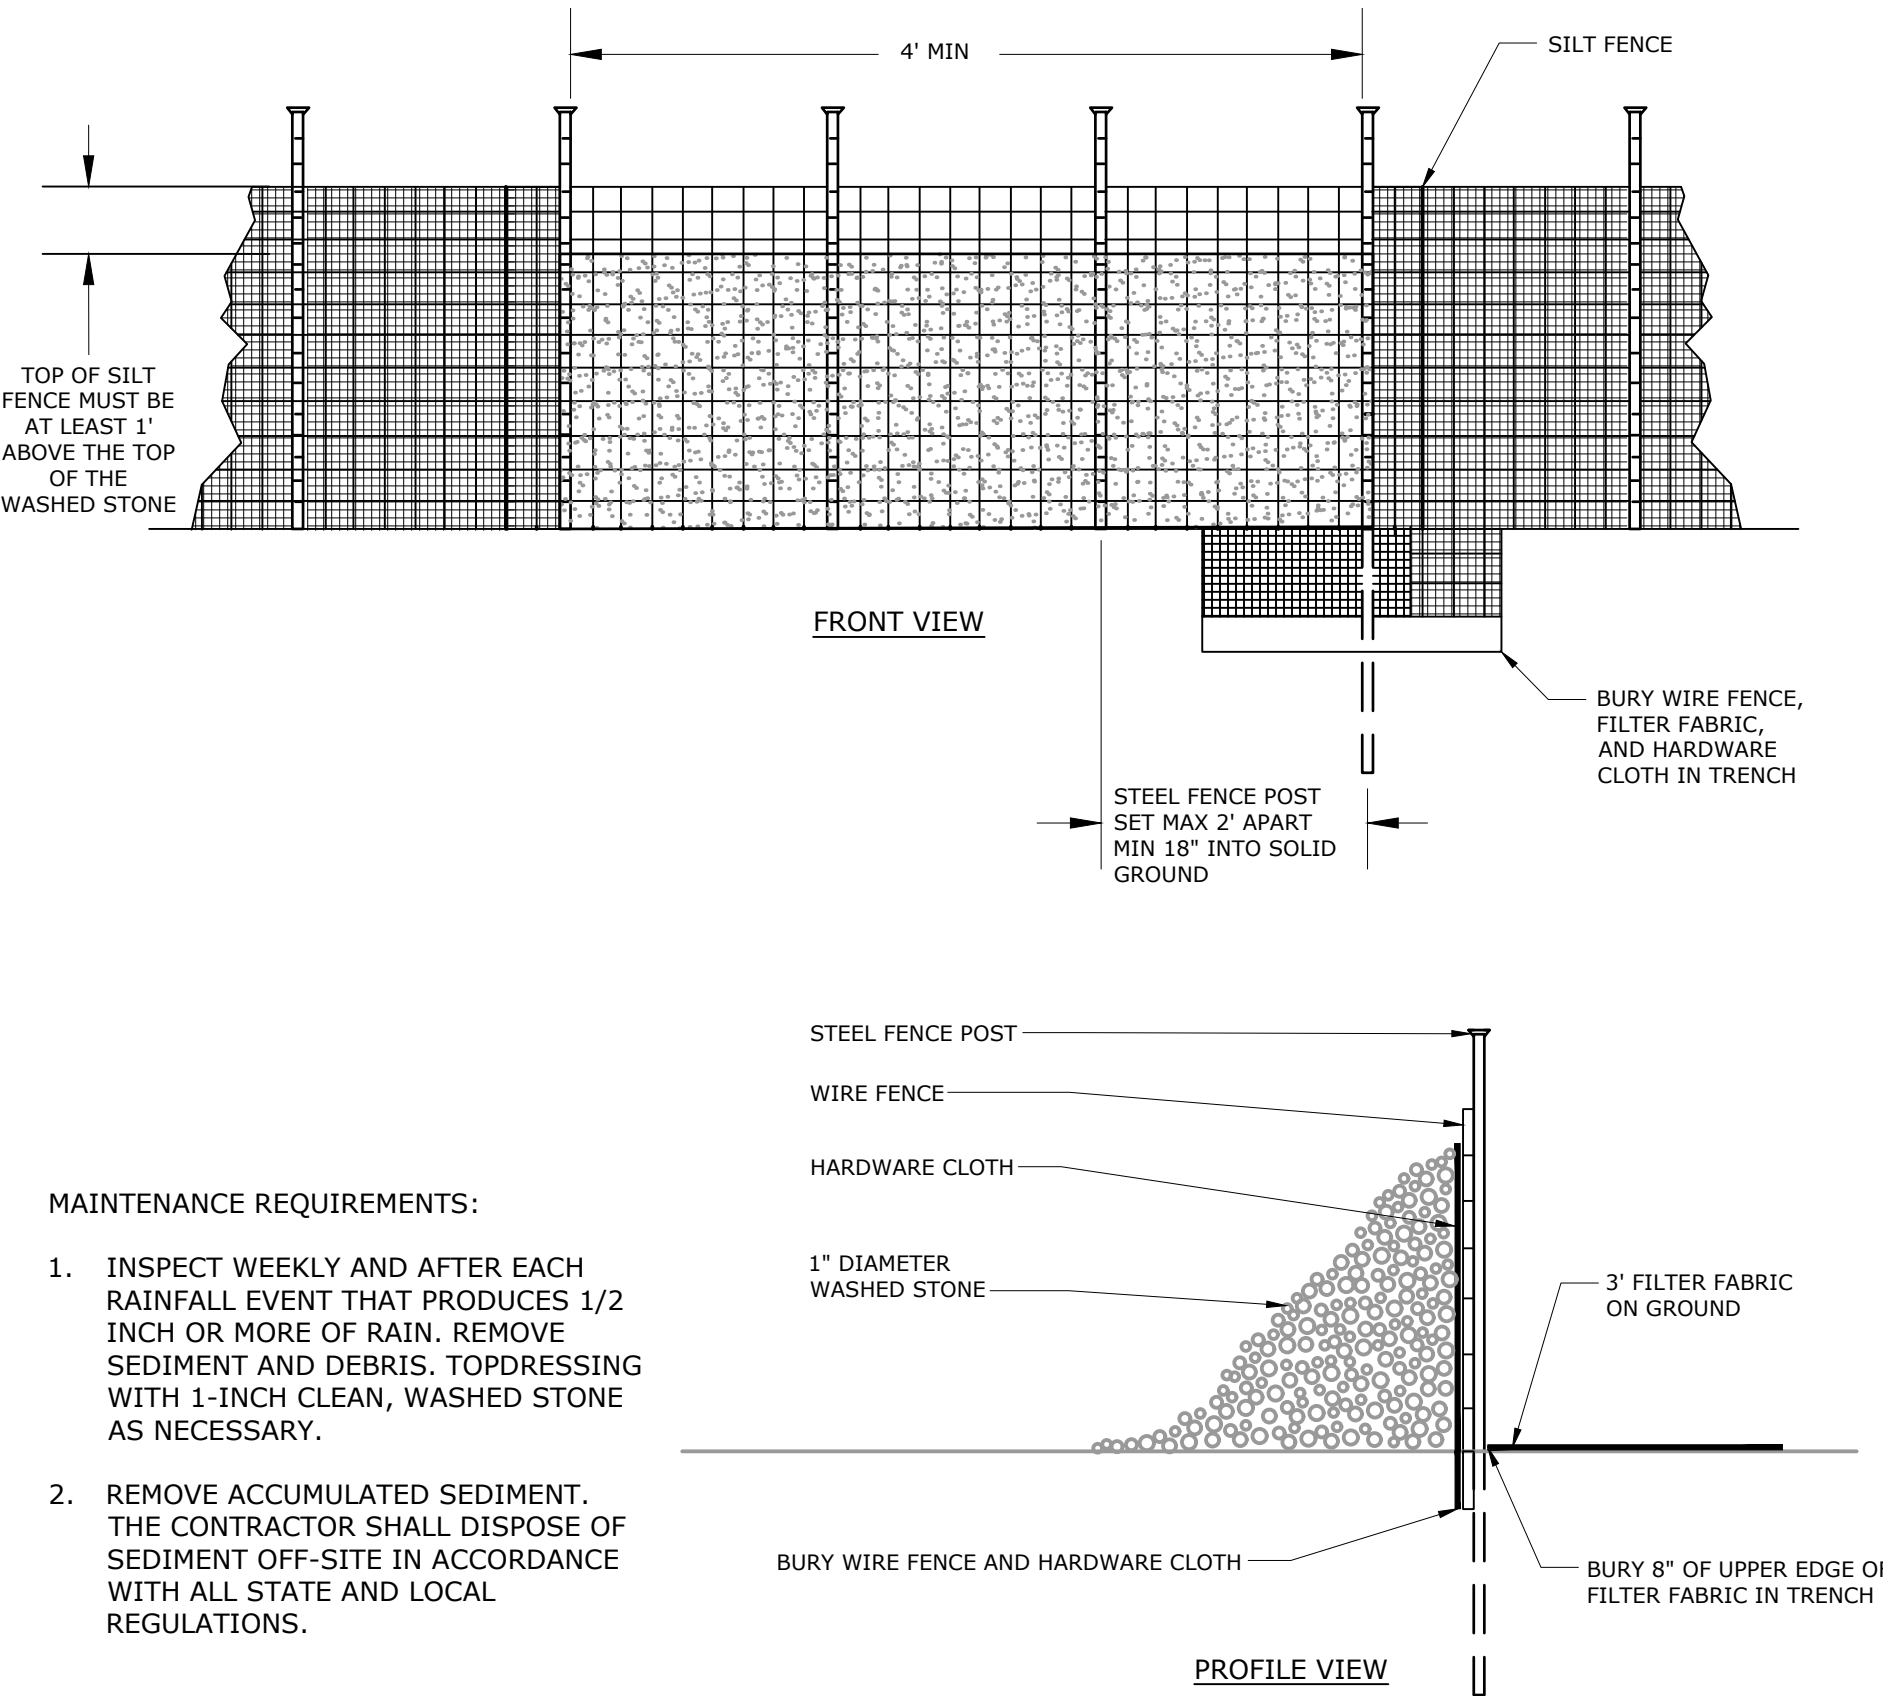 4' MIN
SILT FENCE
TOP OF SILT
FENCE MUST BE
AT LEAST 1'
ABOVE THE TOP
OF THE
WASHED STONE
FRONT VIEW
BURY WIRE FENCE,
FILTER FABRIC,
AND HARDWARE
CLOTH IN TRENCH
STEEL FENCE POST
SET MAX 2' APART
MIN 18" INTO SOLID
GROUND
STEEL FENCE POST
WIRE FENCE
HARDWARE CLOTH
1" DIAMETER
WASHED STONE
3' FILTER FABRIC
ON GROUND
BURY WIRE FENCE AND HARDWARE CLOTH
BURY 8" OF UPPER EDGE OF
FILTER FABRIC IN TRENCH
PROFILE VIEW
MAINTENANCE REQUIREMENTS:
1. INSPECT WEEKLY AND AFTER EACH
RAINFALL EVENT THAT PRODUCES 1/2
INCH OR MORE OF RAIN. REMOVE
SEDIMENT AND DEBRIS. TOPDRESSING
WITH 1-INCH CLEAN, WASHED STONE
AS NECESSARY.
2. REMOVE ACCUMULATED SEDIMENT.
THE CONTRACTOR SHALL DISPOSE OF
SEDIMENT OFF-SITE IN ACCORDANCE
WITH ALL STATE AND LOCAL
REGULATIONS.